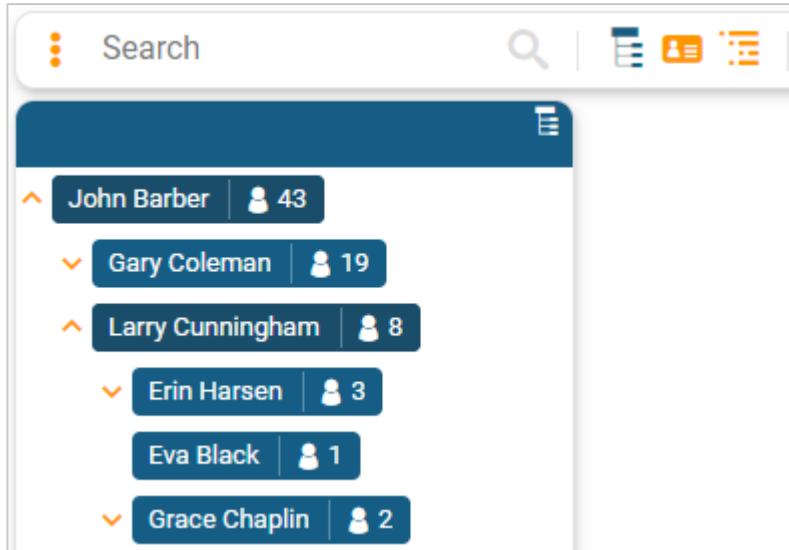 Search
John Barber 43
Gary Coleman 19
Larry Cunningham 8
Erin Harsen 3
Eva Black 1
Grace Chaplin 2